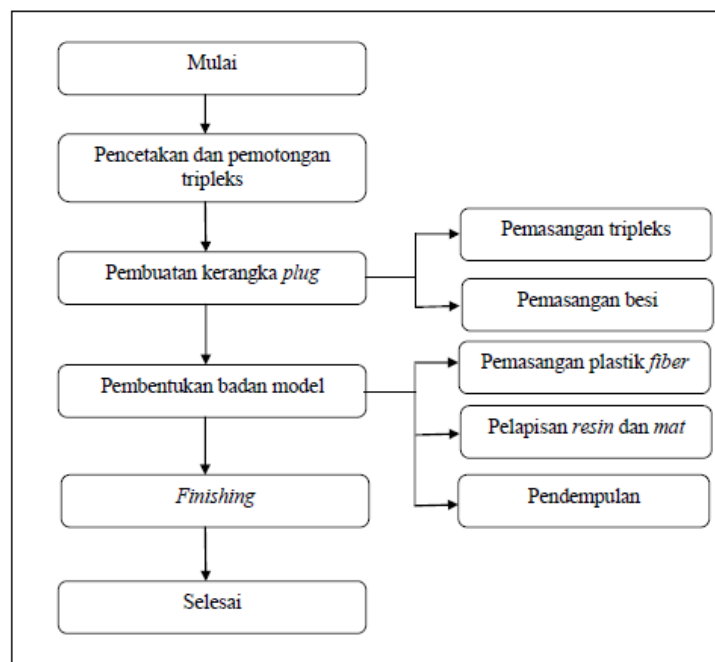 Mulai
Pencetakan dan pemotongan
tripleks
Pembuatan kerangka plug
Pemasangan tripleks
Pemasangan besi
Pembentukan badan model
Pemasangan plastik fiber
Pelapisan resin dan mat
Pendempulan
Finishing
Selesai